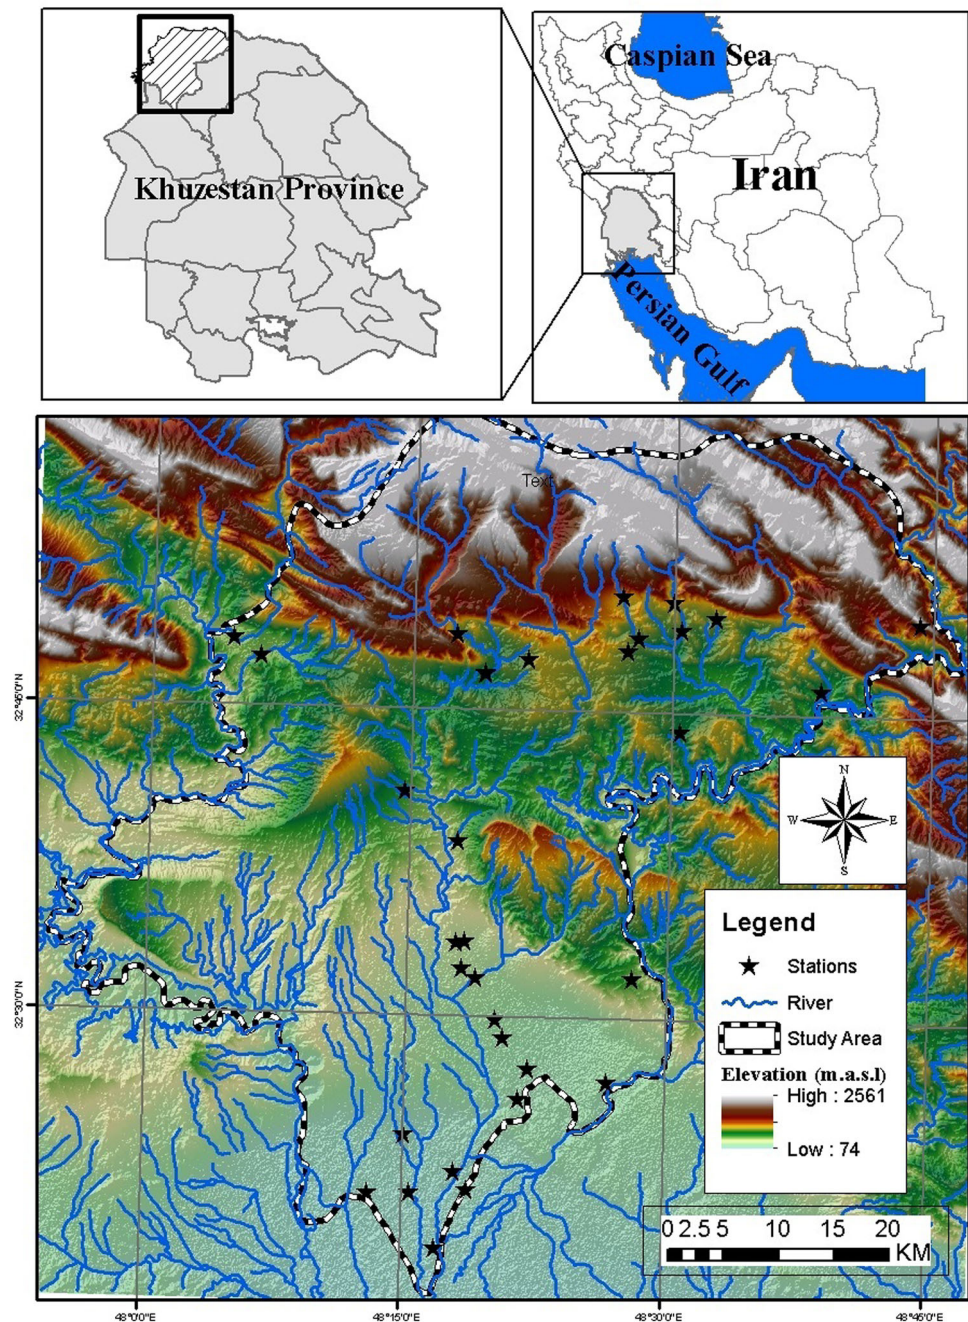 Khuzestan Province
Caspian Sea
Iran
Persian Gulf
Text
32°45'0"N
32°30'0"N
N
W
E
S
Legend
Stations
River
Study Area
Elevation (m.a.s.l)
High : 2561
Low : 74
0 2.5 5 10 15 20
KM
48°0'0"E
48°15'0"E
48°30'0"E
48°45'0"E